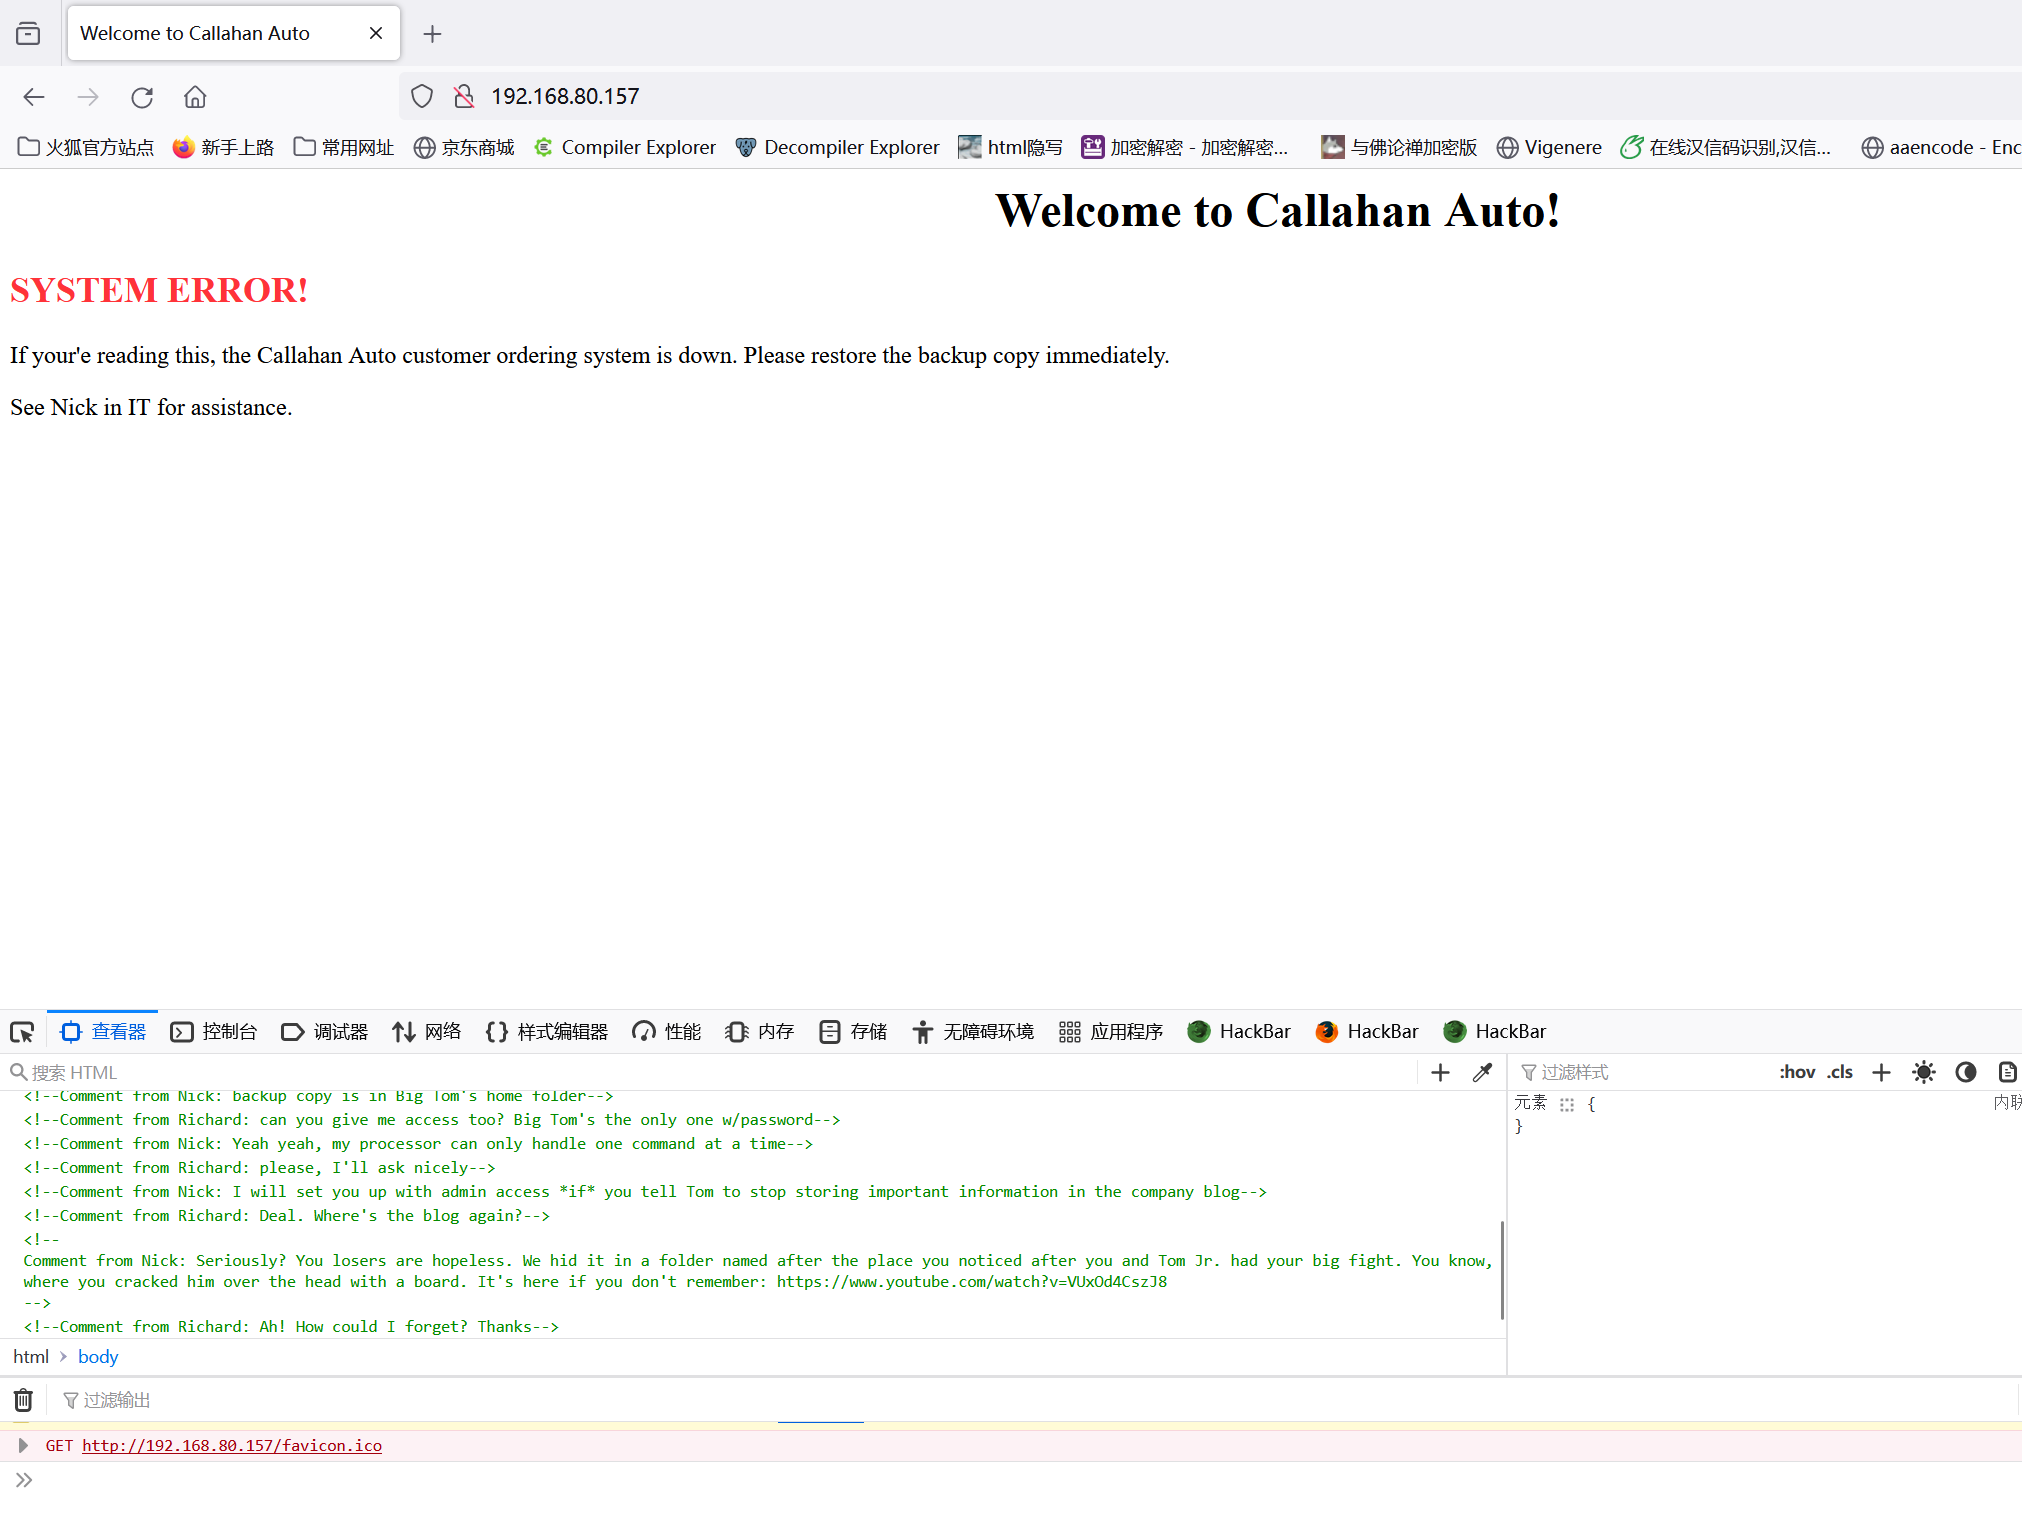 Welcome to Callahan Auto
192.168.80.157
火狐官方站点 新手上路 常用网址 京东商城 Compiler Explorer Decompiler Explorer html隐写 加密解密 - 加密解密... 与佛论禅加密版 Vigenere 在线汉信码识别,汉信... aaencode - Enc
Welcome to Callahan Auto!
SYSTEM ERROR!
If your'e reading this, the Callahan Auto customer ordering system is down. Please restore the backup copy immediately.
See Nick in IT for assistance.
查看器 控制台 调试器 网络 {} 样式编辑器 性能 内存 存储 无障碍环境 应用程序 HackBar HackBar HackBar
搜索 HTML
<!--Comment from Nick: backup copy is in Big Tom's home folder-->
<!--Comment from Richard: can you give me access too? Big Tom's the only one w/password-->
<!--Comment from Nick: Yeah yeah, my processor can only handle one command at a time-->
<!--Comment from Richard: please, I'll ask nicely-->
<!--Comment from Nick: I will set you up with admin access *if* you tell Tom to stop storing important information in the company blog-->
<!--Comment from Richard: Deal. Where's the blog again?-->
<!--
Comment from Nick: Seriously? You losers are hopeless. We hid it in a folder named after the place you noticed after you and Tom Jr. had your big fight. You know,
where you cracked him over the head with a board. It's here if you don't remember: https://www.youtube.com/watch?v=VUxOd4CszJ8
-->
<!--Comment from Richard: Ah! How could I forget? Thanks-->
过滤样式 :hov .cls
元素 { 内联
}
html body
过滤输出
GET http://192.168.80.157/favicon.ico